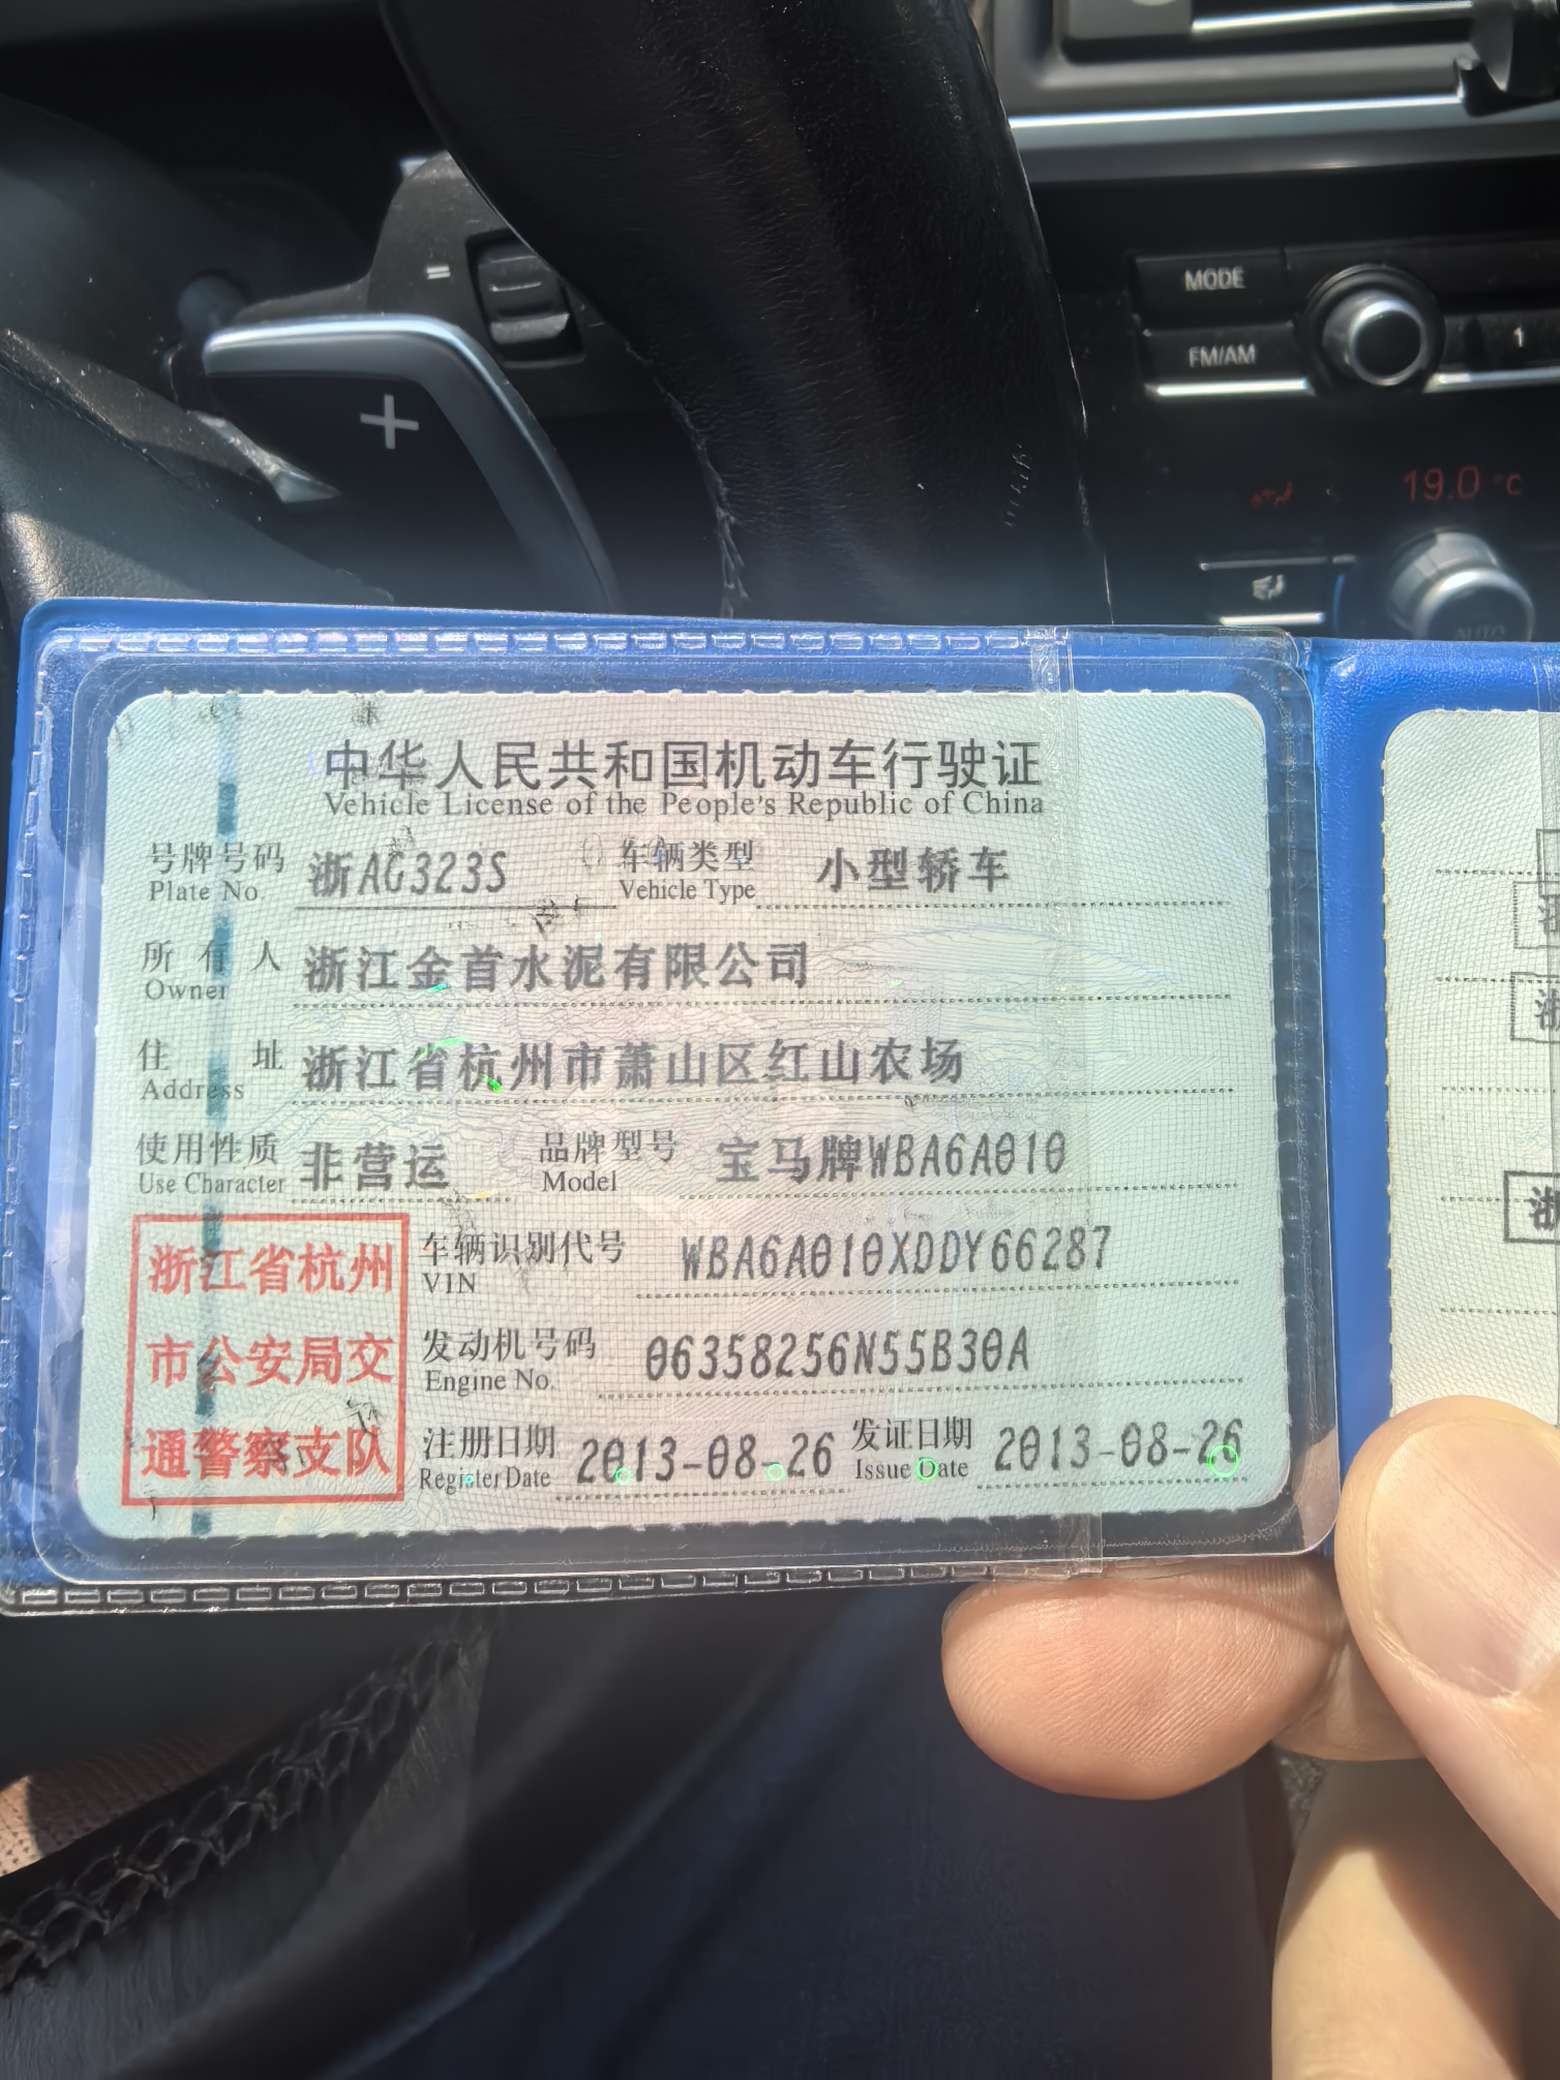 MODE
FM/AM
1
19.0 °C
AUTO
中华人民共和国机动车行驶证
Vehicle License of the People's Republic of China
号牌号码 浙AG323S 车辆类型 小型轿车
Plate No. Vehicle Type
所有人 浙江金首水泥有限公司
Owner
住址 浙江省杭州市萧山区红山农场
Address
使用性质 非营运 品牌型号 宝马牌WBA6A010
Use Character Model
浙江省杭州
市公安局交
通警察支队
车辆识别代号 WBA6A010XDDY66287
VIN
发动机号码 06358256N55B30A
Engine No.
注册日期 2013-08-26 发证日期 2013-08-26
Register Date Issue Date
浙